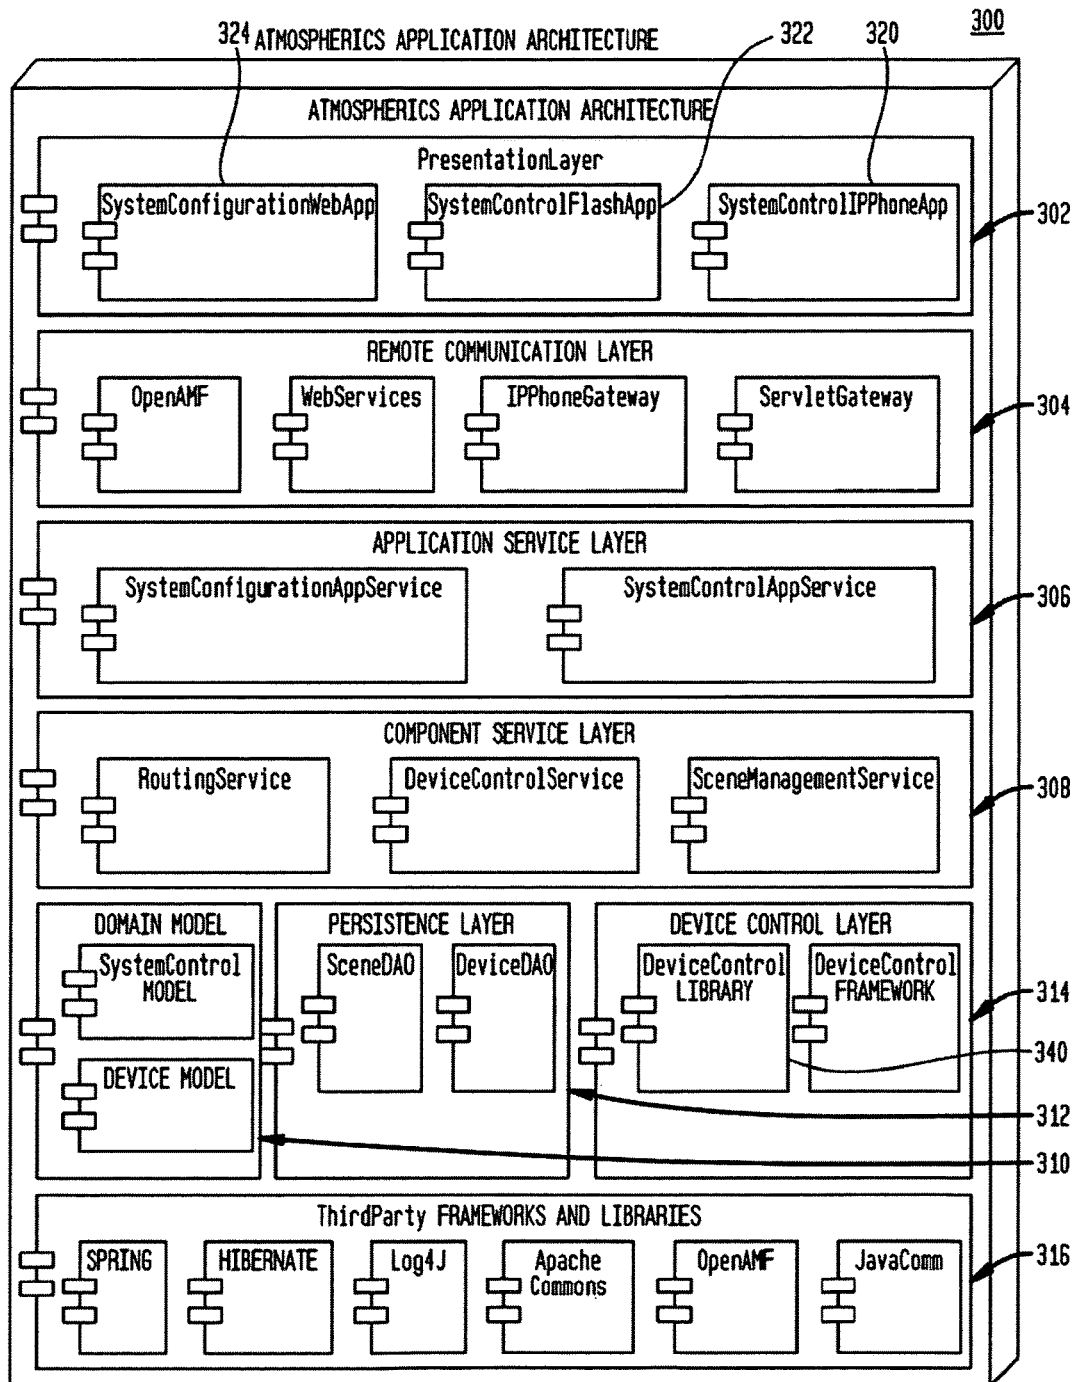 300
324 ATMOSPHERICS APPLICATION ARCHITECTURE 322 320
ATMOSPHERICS APPLICATION ARCHITECTURE
PresentationLayer
SystemConfigurationWebApp SystemControlFlashApp SystemControlIPPhoneApp
302
REMOTE COMMUNICATION LAYER
OpenAMF WebServices IPPhoneGateway ServletGateway
304
APPLICATION SERVICE LAYER
SystemConfigurationAppService SystemControlAppService
306
COMPONENT SERVICE LAYER
RoutingService DeviceControlService SceneManagementService
308
DOMAIN MODEL PERSISTENCE LAYER DEVICE CONTROL LAYER
SystemControl SceneDAO DeviceDAO DeviceControl DeviceControl
MODEL LIBRARY FRAMEWORK
314
340
DEVICE MODEL
312
310
ThirdParty FRAMEWORKS AND LIBRARIES
SPRING HIBERNATE Log4J Apache OpenAMF JavaComm
Commons
316